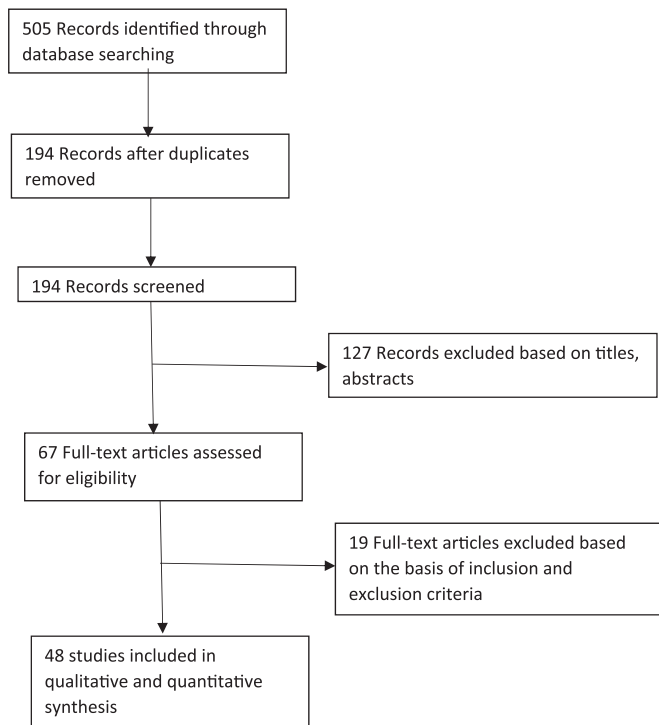 505 Records identified through
database searching
194 Records after duplicates
removed
194 Records screened
127 Records excluded based on titles,
abstracts
67 Full-text articles assessed
for eligibility
19 Full-text articles excluded based
on the basis of inclusion and
exclusion criteria
48 studies included in
qualitative and quantitative
synthesis